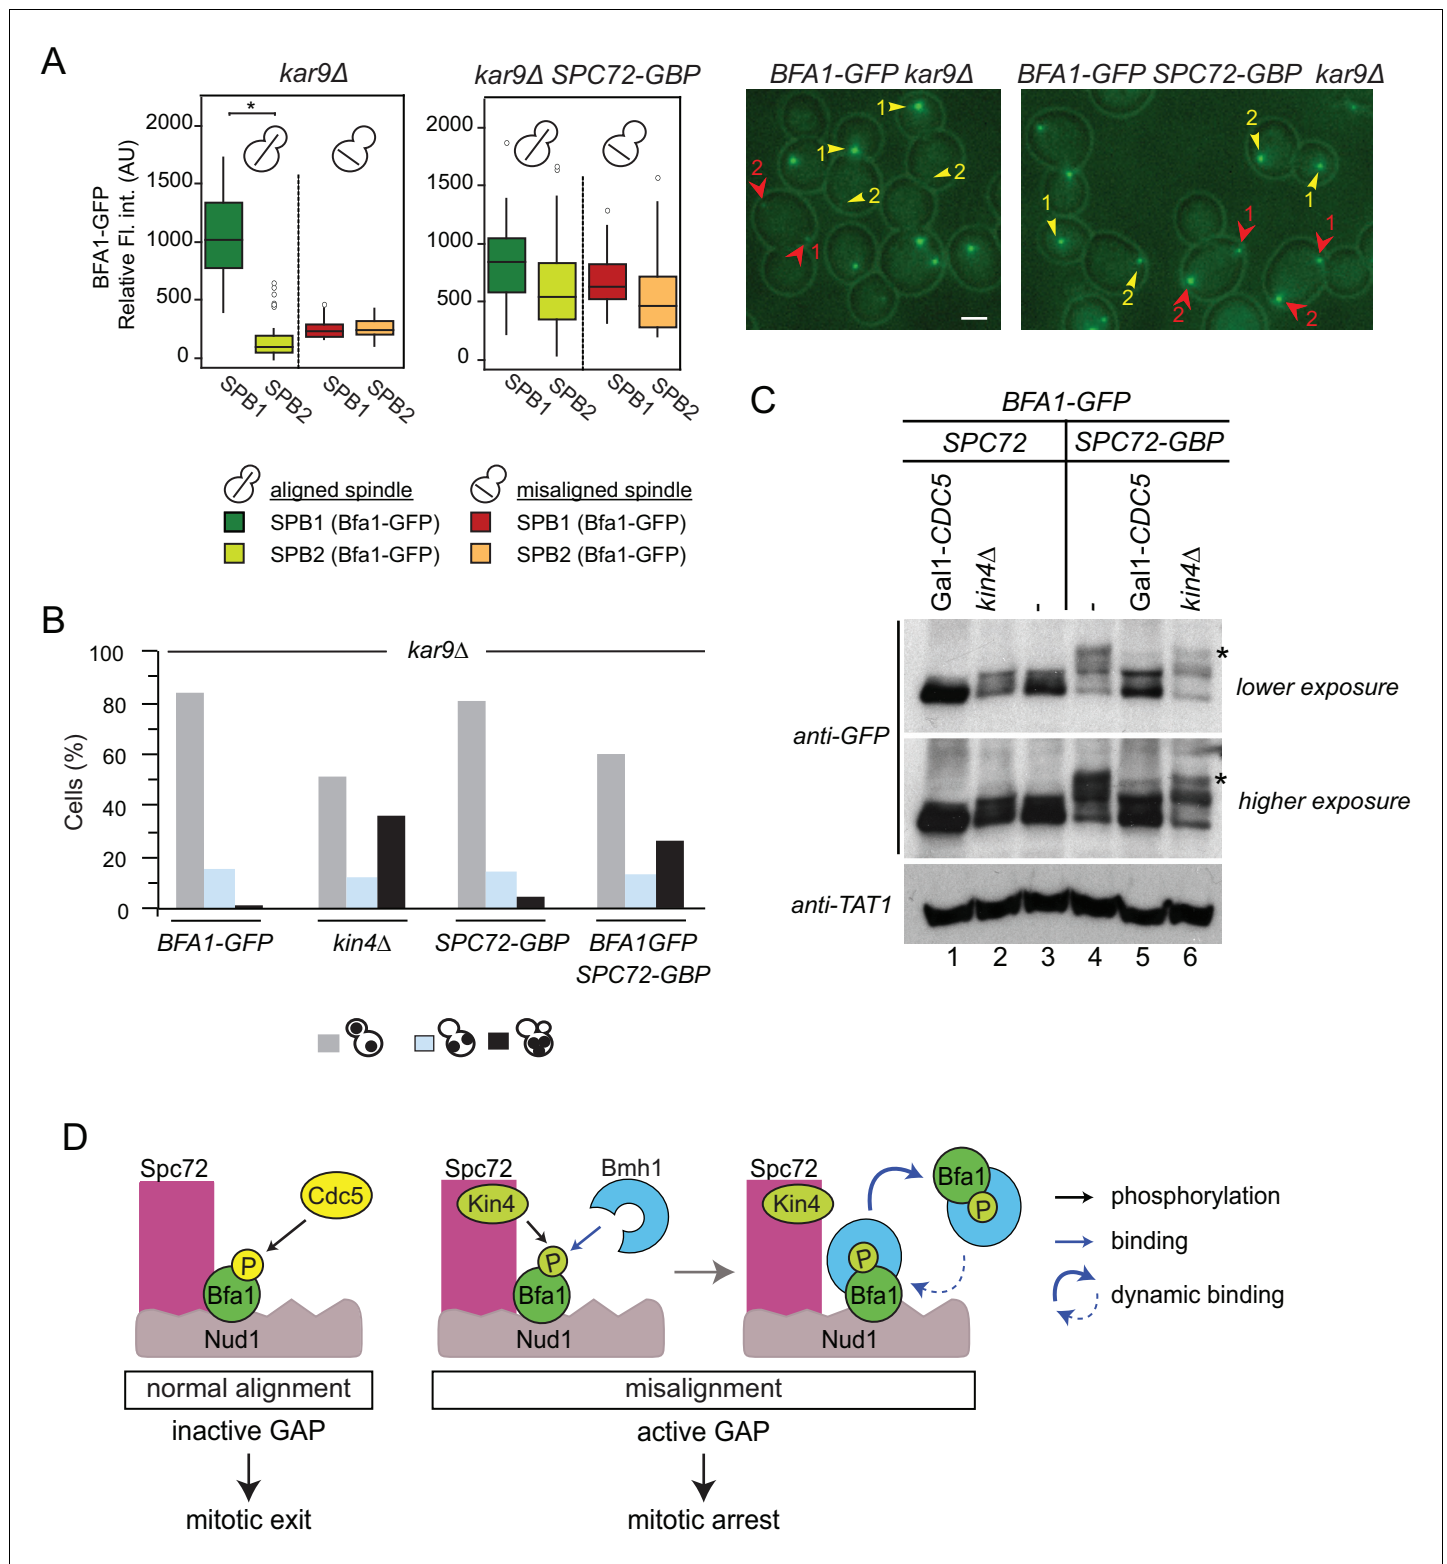 A
kar9Δ
kar9Δ SPC72-GBP
BFA1-GFP kar9Δ
BFA1-GFP SPC72-GBP kar9Δ
BFA1-GFP
Relative Fl. int. (AU)
2000
1500
1000
500
0
*
SPB1
SPB2
SPB1
SPB2
2000
1500
1000
500
0
SPB1
SPB2
SPB1
SPB2
1
1
2
2
2
1
2
1
1
1
1
2
2
2
aligned spindle
SPB1 (Bfa1-GFP)
SPB2 (Bfa1-GFP)
misaligned spindle
SPB1 (Bfa1-GFP)
SPB2 (Bfa1-GFP)
B
kar9Δ
Cells (%)
100
80
60
40
20
0
BFA1-GFP
kin4Δ
SPC72-GBP
BFA1GFP
SPC72-GBP
C
BFA1-GFP
SPC72
SPC72-GBP
Gal1-CDC5
kin4Δ
-
-
Gal1-CDC5
kin4Δ
anti-GFP
*
lower exposure
*
higher exposure
anti-TAT1
1 2 3 4 5 6
D
Spc72
Cdc5
P
Bfa1
Nud1
normal alignment
inactive GAP
mitotic exit
Spc72
Kin4
Bmh1
P
Bfa1
Nud1
Spc72
Kin4
P
Bfa1
Nud1
Bfa1
P
misalignment
active GAP
mitotic arrest
phosphorylation
binding
dynamic binding